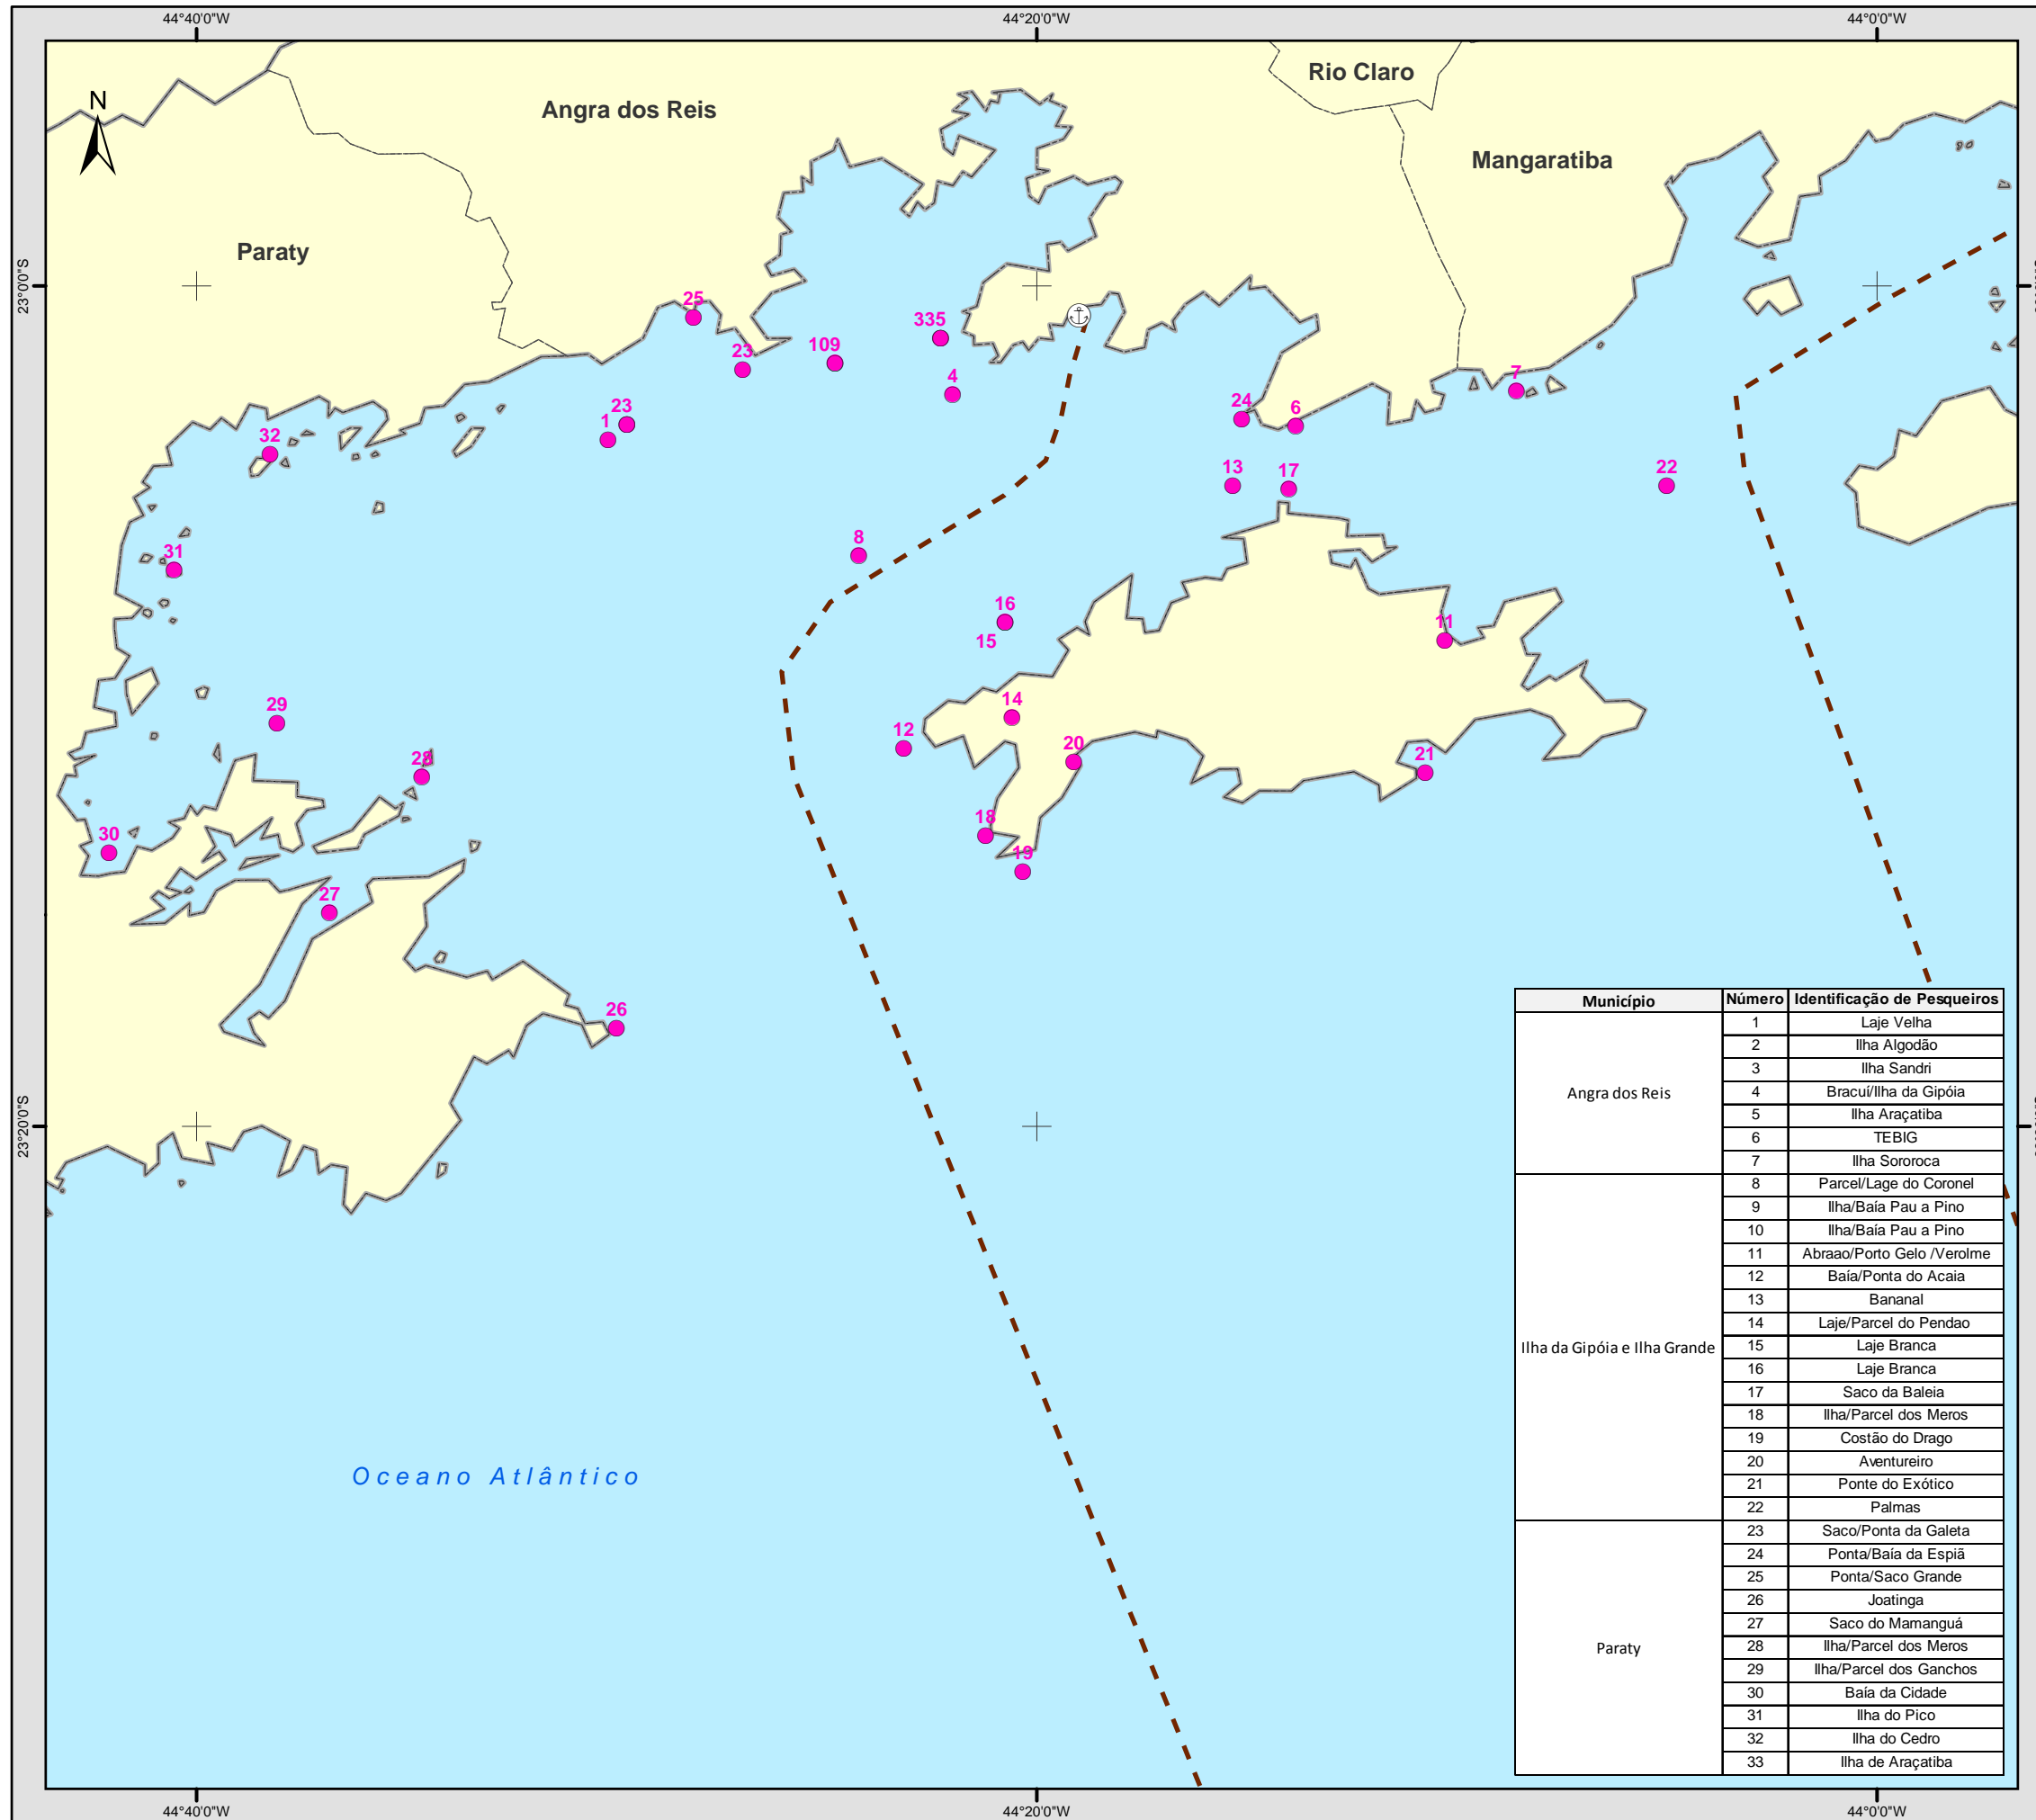 44°40'0"W 44°20'0"W 44°0'0"W
N
Rio Claro
Angra dos Reis
Mangaratiba
Paraty
23°0'0"S
25
335
109
23
4
7
24
6
23
1
32
22
13
17
8
31
16
15
11
14
29
12
20
28
21
18
30
19
27
26
23°20'0"S
Oceano Atlântico
Município Número Identificação de Pesqueiros
Angra dos Reis
1 Laje Velha
2 Ilha Algodão
3 Ilha Sandri
4 Bracuí/Ilha da Gipóia
5 Ilha Araçatiba
6 TEBIG
7 Ilha Sororoca
Ilha da Gipóia e Ilha Grande
8 Parcel/Lage do Coronel
9 Ilha/Baía Pau a Pino
10 Ilha/Baía Pau a Pino
11 Abraao/Porto Gelo /Verolme
12 Baía/Ponta do Acaia
13 Bananal
14 Laje/Parcel do Pendao
15 Laje Branca
16 Laje Branca
17 Saco da Baleia
18 Ilha/Parcel dos Meros
19 Costão do Drago
20 Aventureiro
21 Ponte do Exótico
22 Palmas
Paraty
23 Saco/Ponta da Galeta
24 Ponta/Baía da Espiã
25 Ponta/Saco Grande
26 Joatinga
27 Saco do Mamanguá
28 Ilha/Parcel dos Meros
29 Ilha/Parcel dos Ganchos
30 Baía da Cidade
31 Ilha do Pico
32 Ilha do Cedro
33 Ilha de Araçatiba
44°40'0"W 44°20'0"W 44°0'0"W